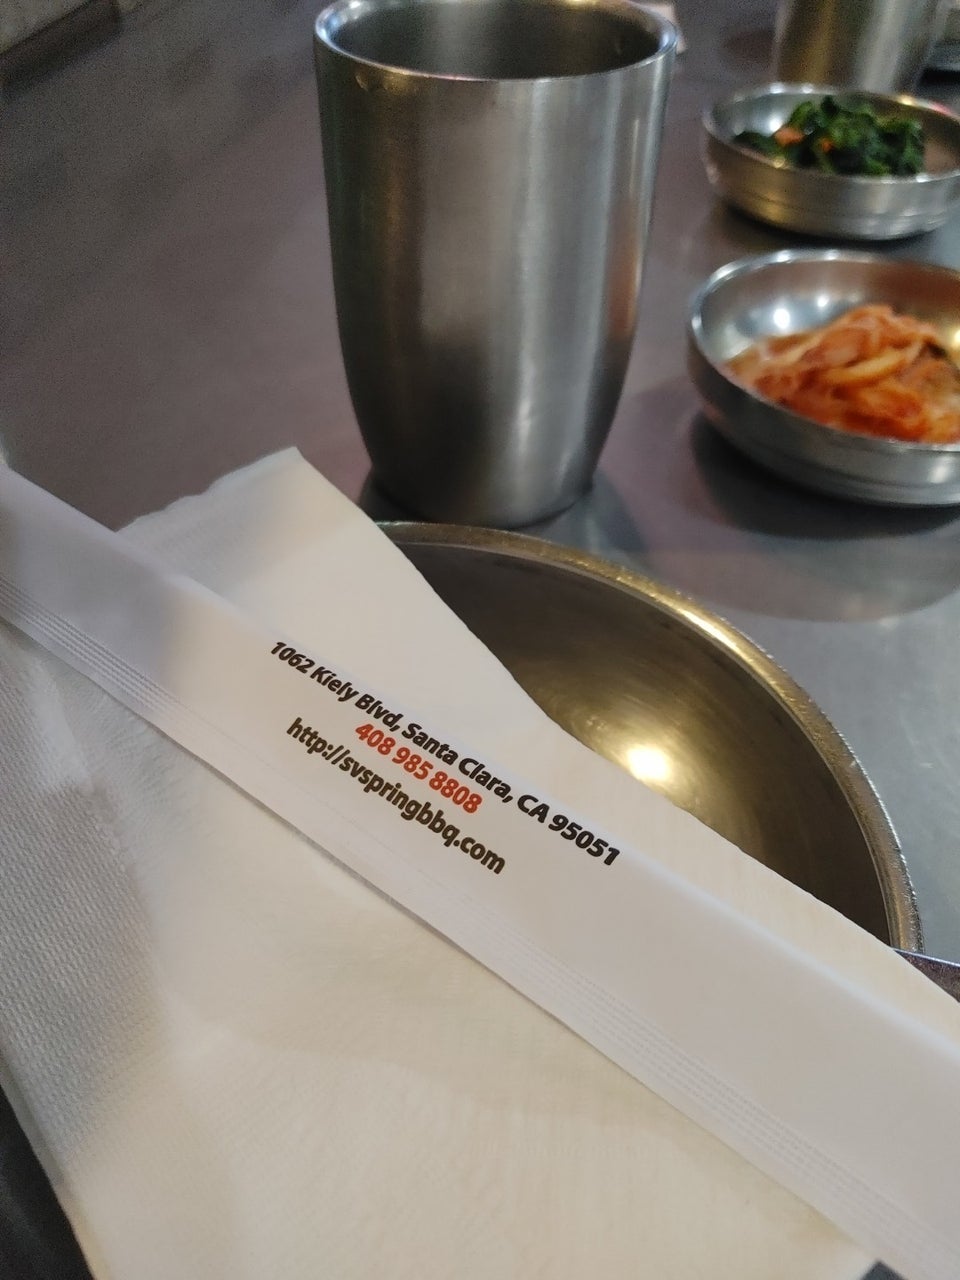 1062 Kiely Blvd, Santa Clara, CA 95051
408 985 8808
http://svspringbbq.com